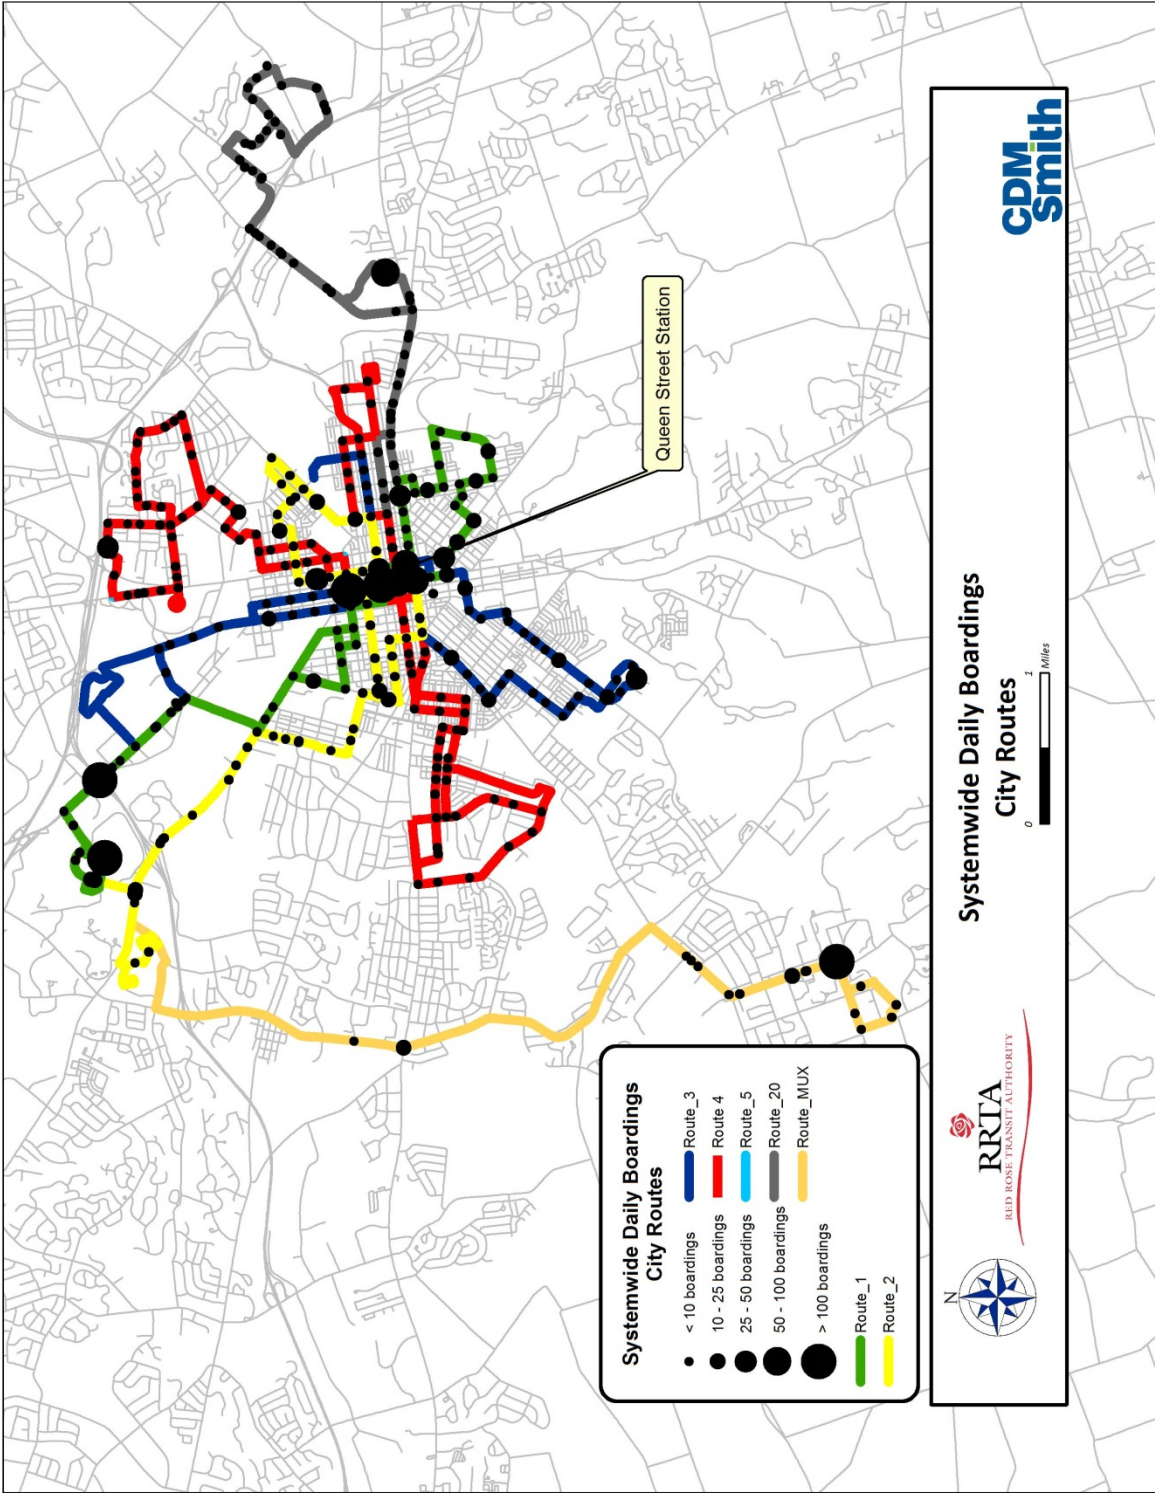 Queen Street Station
Systemwide Daily Boardings
City Routes
< 10 boardings
10 - 25 boardings
25 - 50 boardings
50 - 100 boardings
> 100 boardings
Route_1
Route_2
Route_3
Route 4
Route_5
Route_20
Route_MUX
N
RRTA
RED ROSE TRANSIT AUTHORITY
Systemwide Daily Boardings
City Routes
0 1
Miles
CDM
Smith